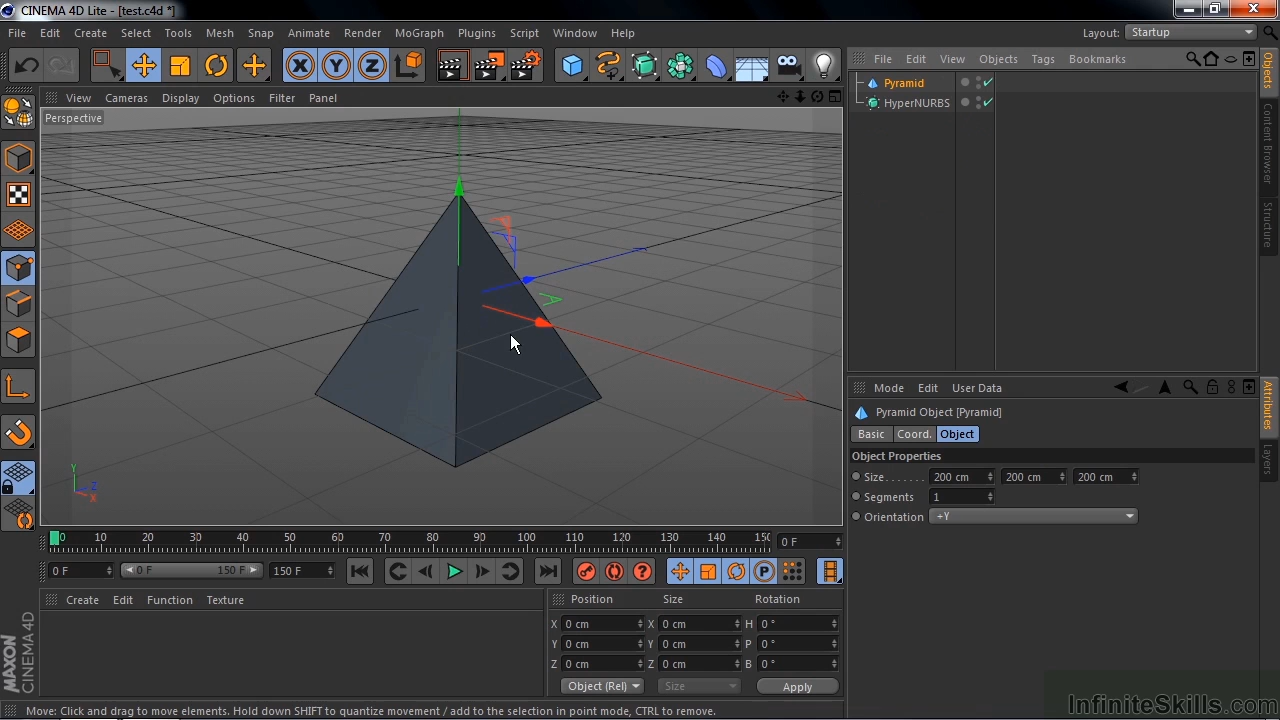 CINEMA 4D Lite - [test.c4d *]
File Edit Create Select Tools Mesh Snap Animate Render MoGraph Plugins Script Window Help Layout: Startup
X Y Z
View Cameras Display Options Filter Panel
Perspective
Y
Z
X
0 10 20 30 40 50 60 70 80 90 100 110 120 130 140 150 0 F
0 F 0 F 150 F 150 F ? P
Create Edit Function Texture
Position Size Rotation
X 0 cm X 0 cm H 0 °
Y 0 cm Y 0 cm P 0 °
Z 0 cm Z 0 cm B 0 °
Object (Rel) Size Apply
MAXON
CINEMA 4D
File Edit View Objects Tags Bookmarks
Pyramid
HyperNURBS
Objects
Content Browser
Structure
Mode Edit User Data
Pyramid Object [Pyramid]
Basic Coord. Object
Object Properties
Size. . . . . . . 200 cm 200 cm 200 cm
Segments 1
Orientation +Y
Attributes
Layers
Move: Click and drag to move elements. Hold down SHIFT to quantize movement / add to the selection in point mode, CTRL to remove.
InfiniteSkills.com